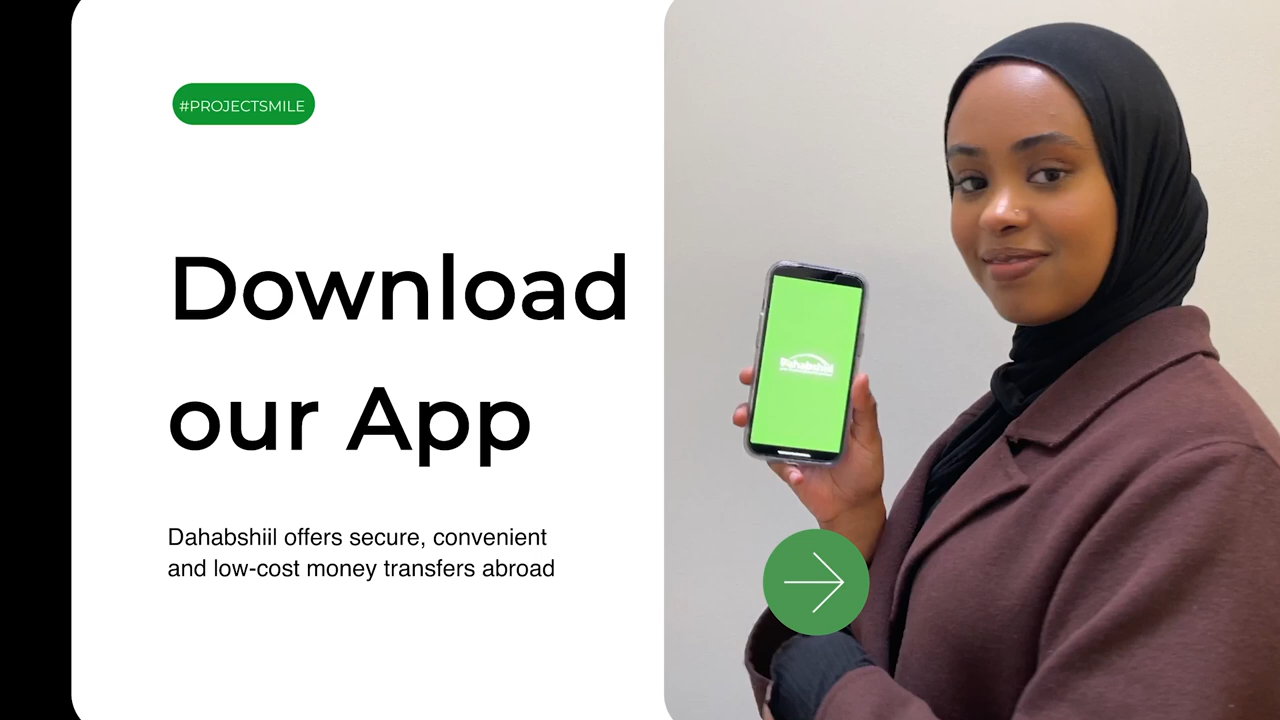 #PROJECTSMILE
Download
our App
Dahabshiil offers secure, convenient
and low-cost money transfers abroad
Dahabshiil